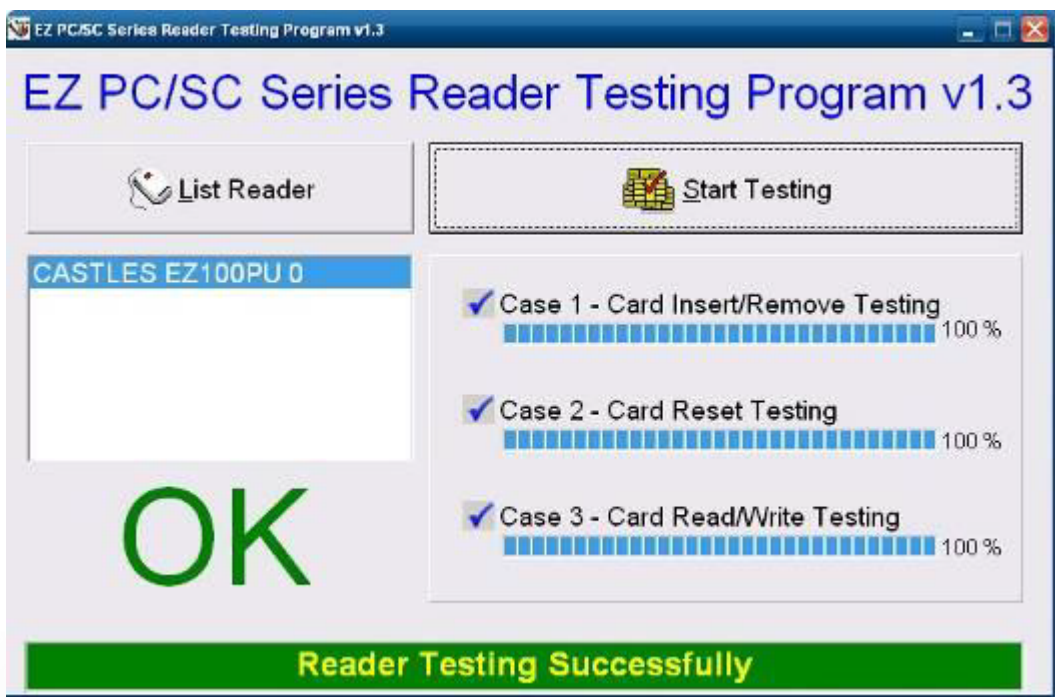 EZ PC/SC Series Reader Testing Program v1.3
EZ PC/SC Series Reader Testing Program v1.3
List Reader
Start Testing
CASTLES EZ100PU 0
Case 1 - Card Insert/Remove Testing
100 %
Case 2 - Card Reset Testing
100 %
Case 3 - Card Read/Write Testing
100 %
OK
Reader Testing Successfully